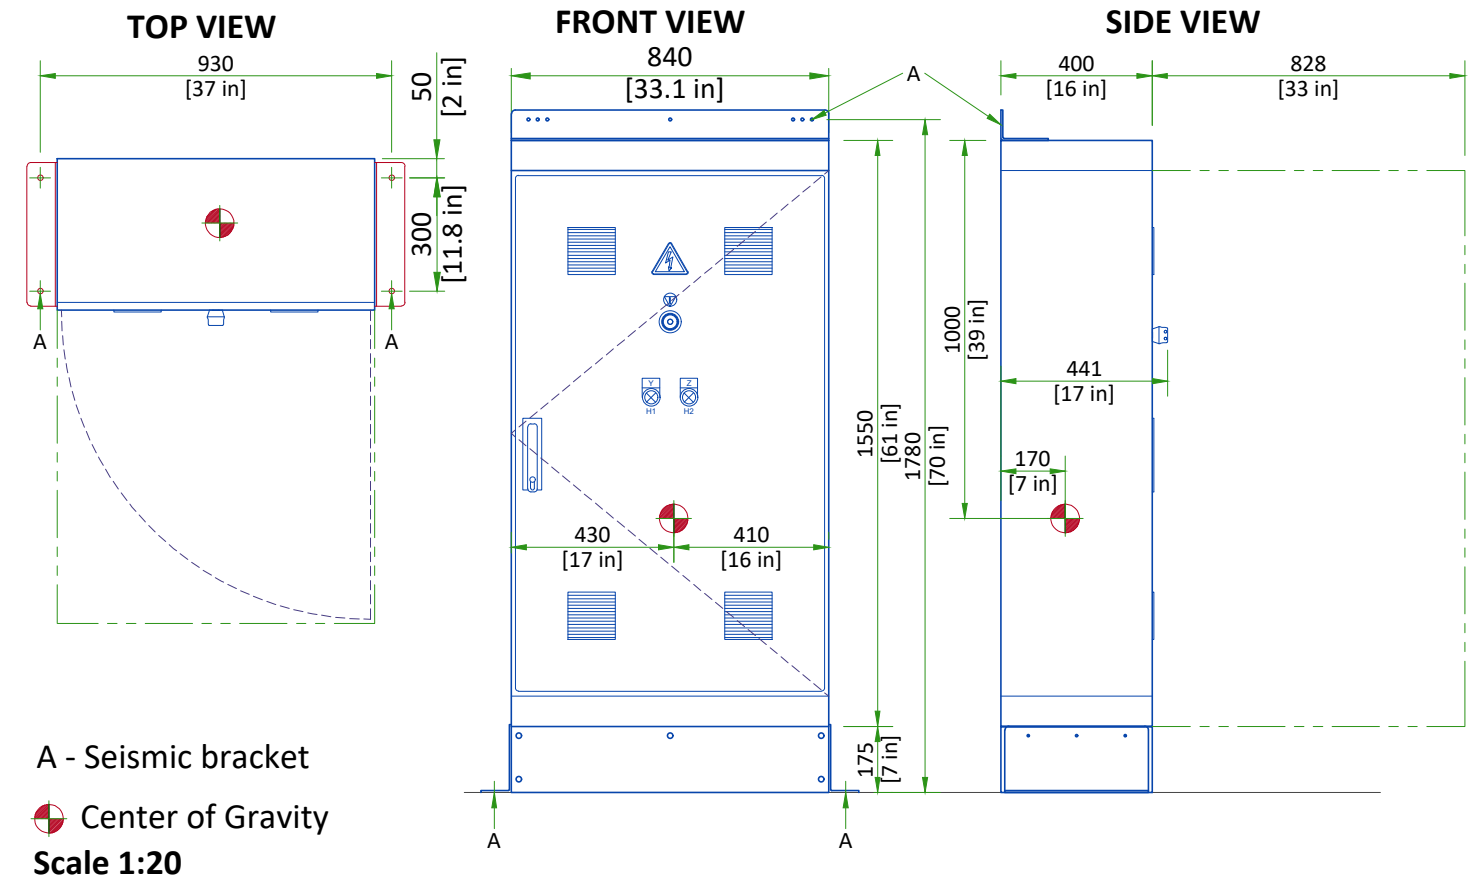 TOP VIEW
FRONT VIEW
SIDE VIEW
930
[37 in]
50
[2 in]
300
[11.8 in]
A
A
840
[33.1 in]
A
Y
Z
H1
H2
430
[17 in]
410
[16 in]
1550
[61 in]
1780
[70 in]
175
[7 in]
A
A
400
[16 in]
828
[33 in]
1000
[39 in]
441
[17 in]
170
[7 in]
A - Seismic bracket
Center of Gravity
Scale 1:20